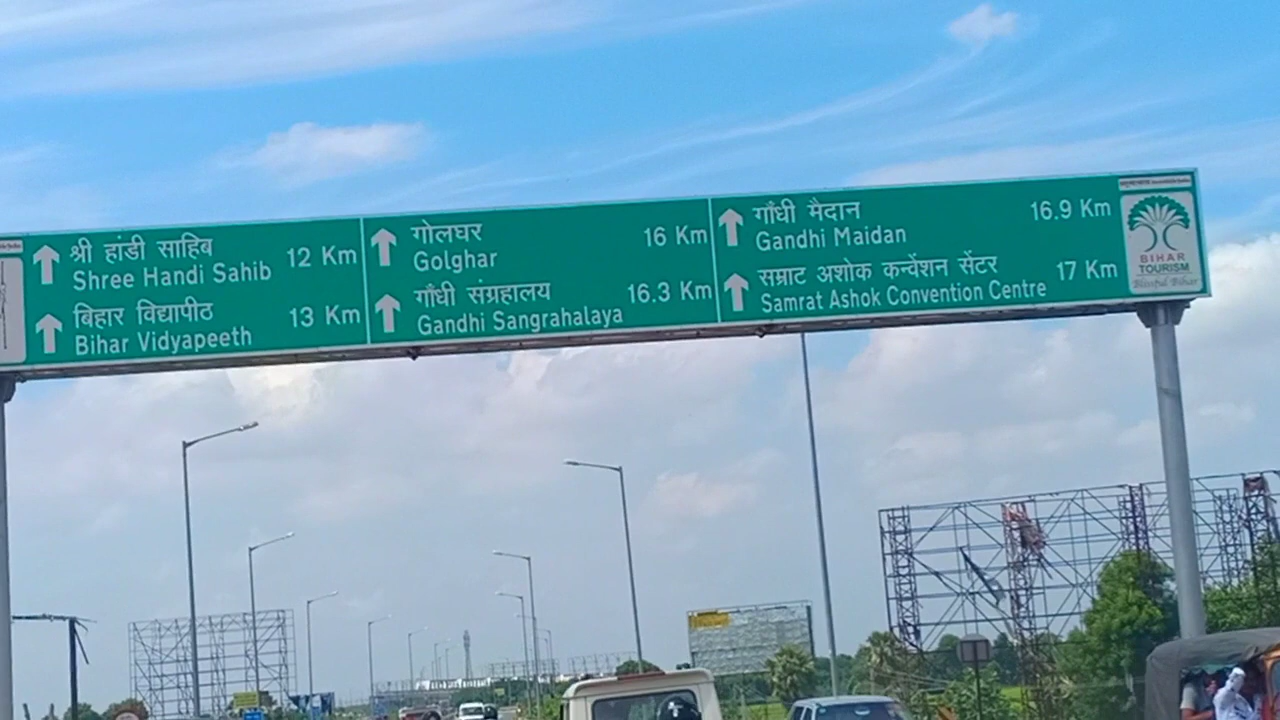 श्री हांडी साहिब
Shree Handi Sahib
12 Km
बिहार विद्यापीठ
Bihar Vidyapeeth
13 Km
गोलघर
Golghar
16 Km
गाँधी संग्रहालय
Gandhi Sangrahalaya
16.3 Km
गाँधी मैदान
Gandhi Maidan
16.9 Km
सम्राट अशोक कन्वेंशन सेंटर
Samrat Ashok Convention Centre
17 Km
BIHAR
TOURISM
Blissful Bihar